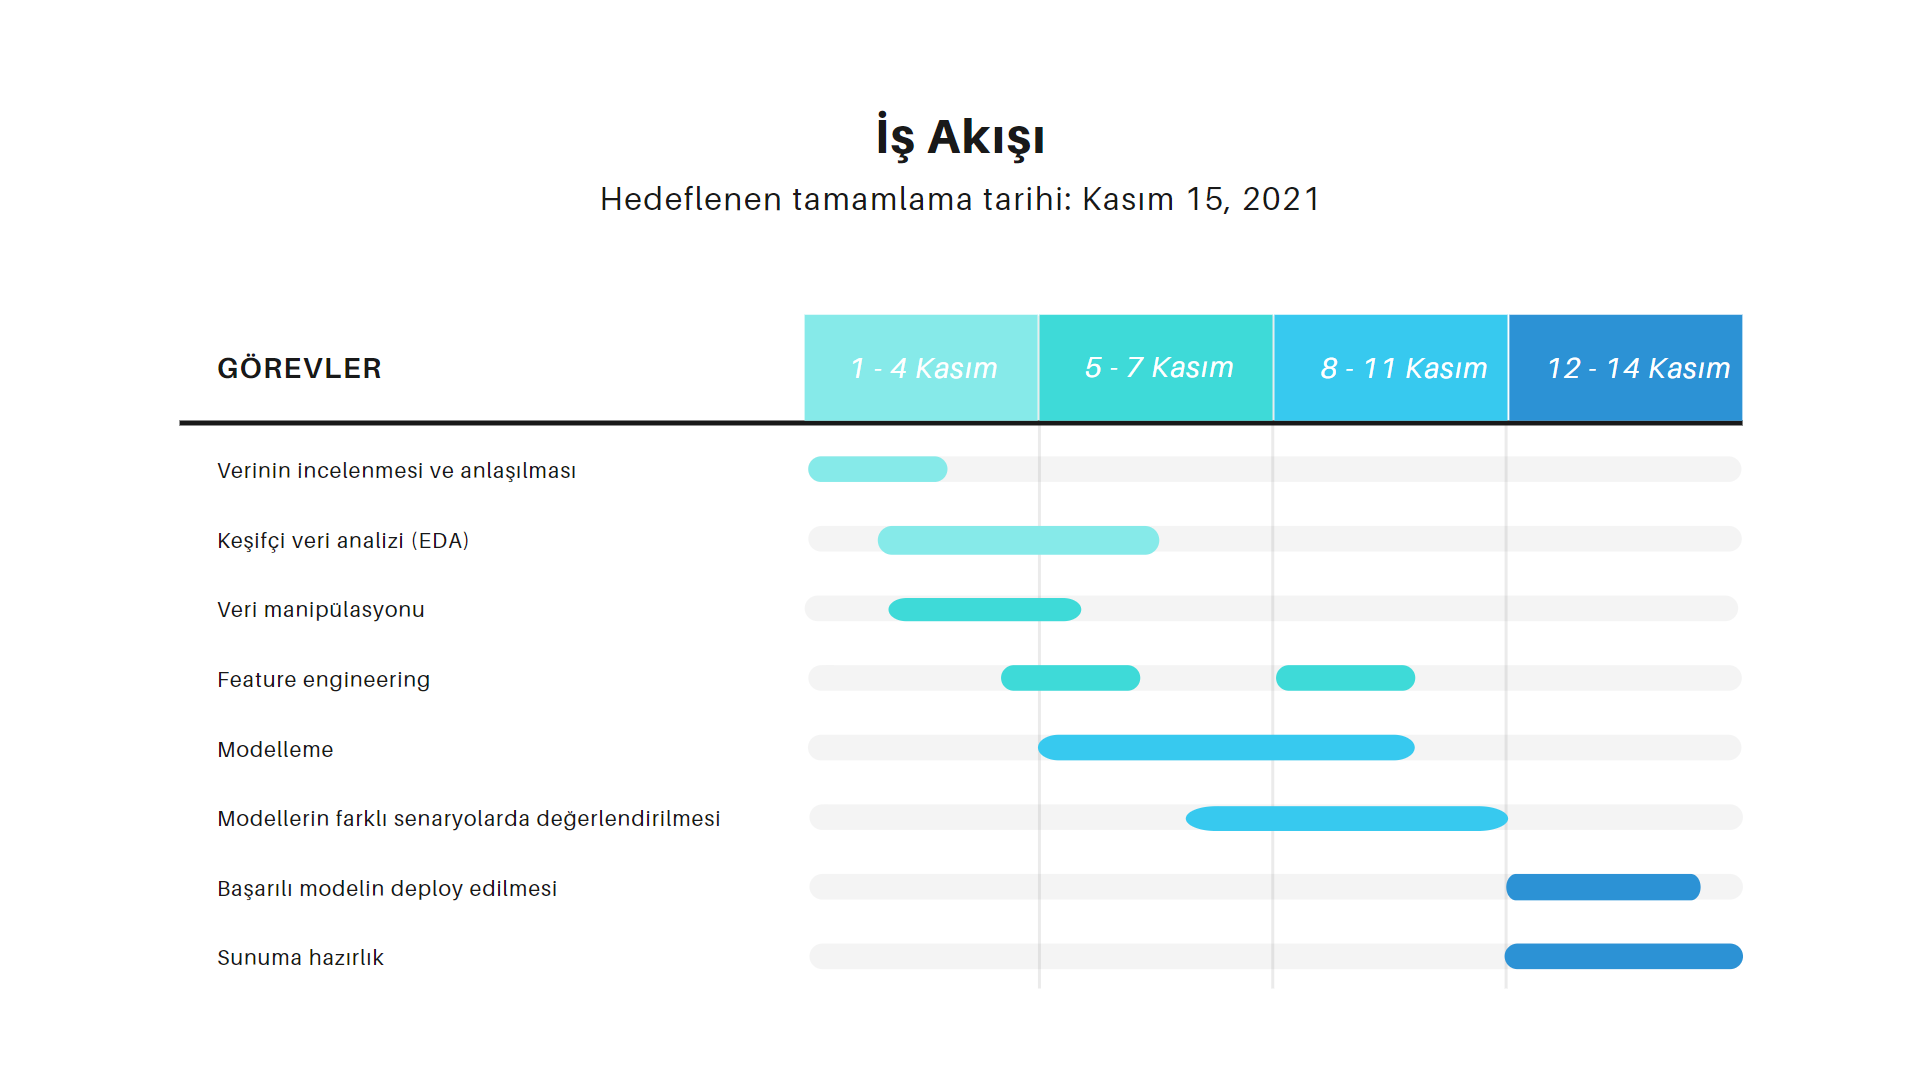 İş Akışı
Hedeflenen tamamlama tarihi: Kasım 15, 2021
GÖREVLER
1 - 4 Kasım
5 - 7 Kasım
8 - 11 Kasım
12 - 14 Kasım
Verinin incelenmesi ve anlaşılması
Keşifçi veri analizi (EDA)
Veri manipülasyonu
Feature engineering
Modelleme
Modellerin farklı senaryolarda değerlendirilmesi
Başarılı modelin deploy edilmesi
Sunuma hazırlık